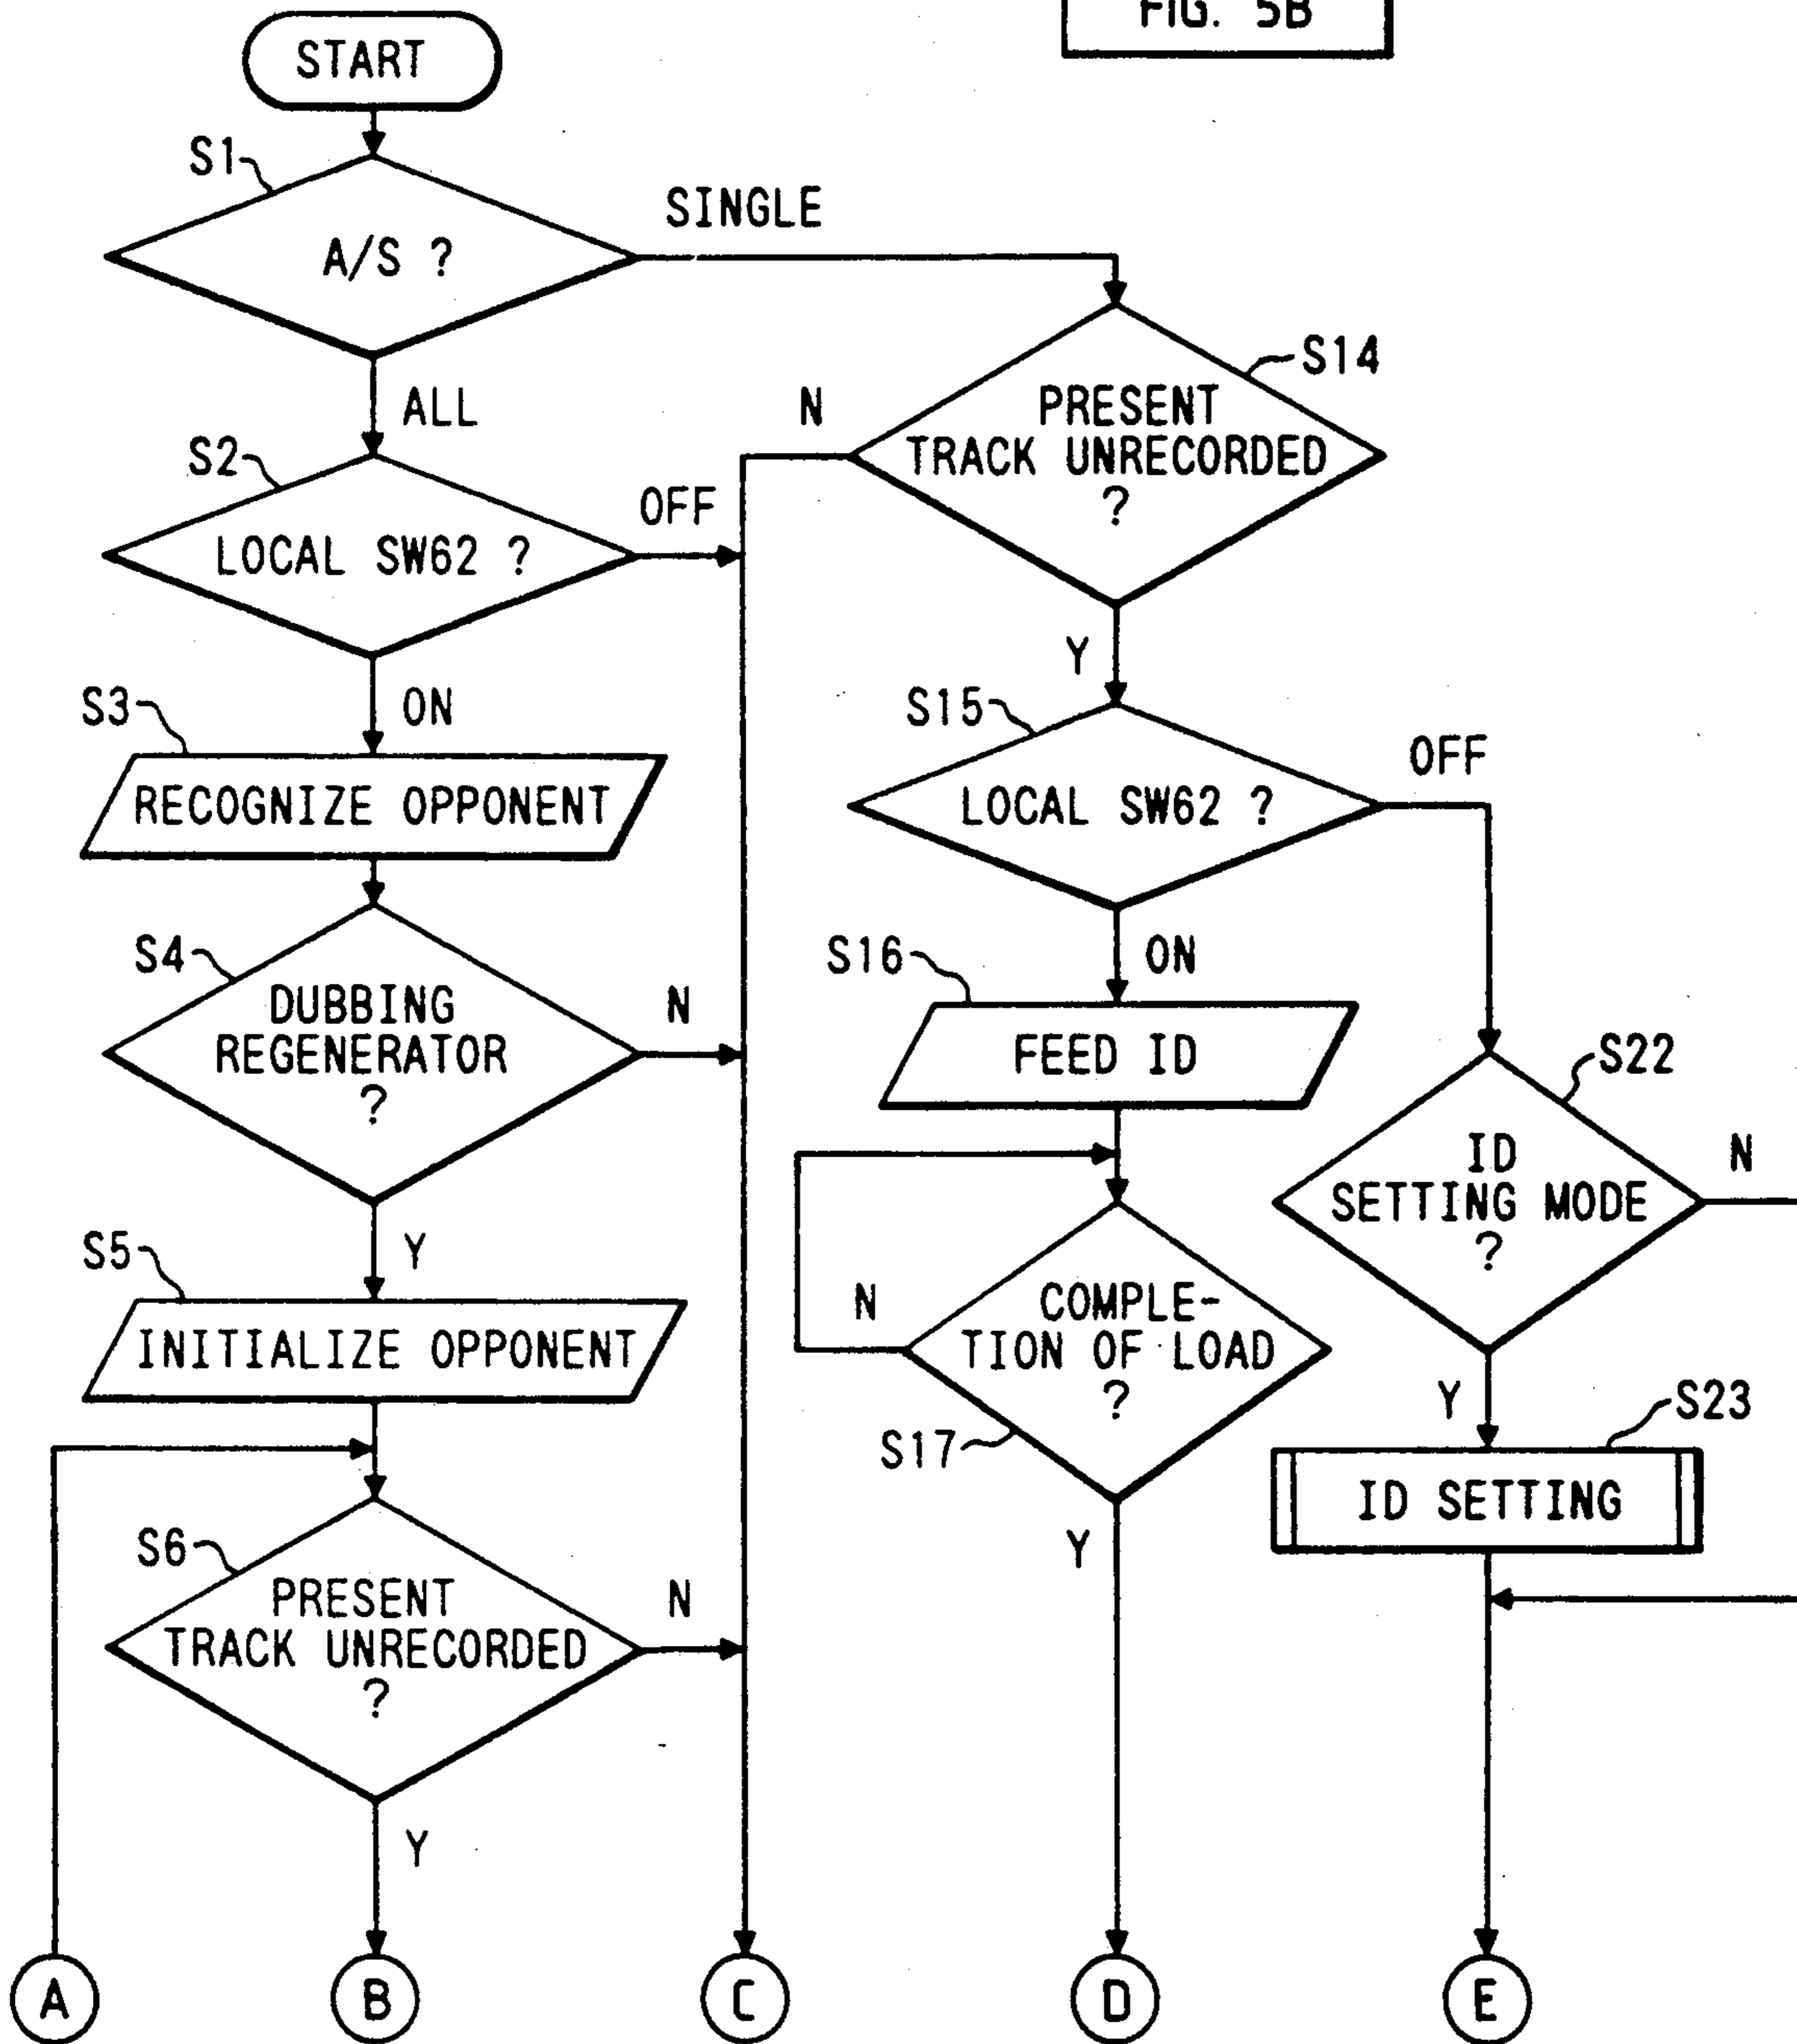 FIG. 5B
START
S1
A/S ?
SINGLE
ALL
S2
LOCAL SW62 ?
OFF
ON
S3
RECOGNIZE OPPONENT
S4
DUBBING
REGENERATOR
?
N
Y
S5
INITIALIZE OPPONENT
S6
PRESENT
TRACK UNRECORDED
?
N
Y
S14
PRESENT
TRACK UNRECORDED
?
N
Y
S15
LOCAL SW62 ?
OFF
ON
S16
FEED ID
S17
COMPLE-
TION OF LOAD
?
N
Y
S22
ID
SETTING MODE
?
N
Y
S23
ID SETTING
A
B
C
D
E